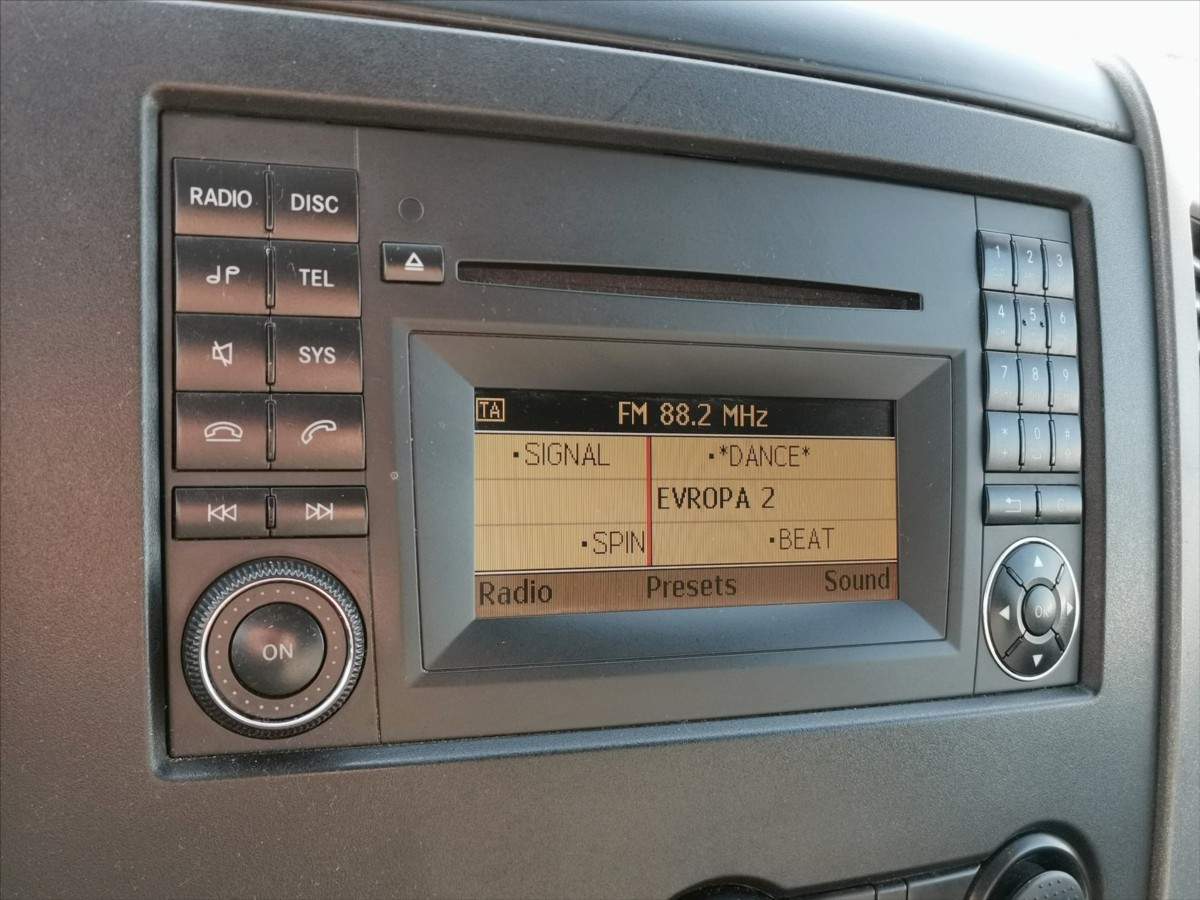 RADIO DISC
TEL
SYS
ON
TA FM 88.2 MHz
•SIGNAL •*DANCE*
EVROPA 2
•SPIN •BEAT
Radio Presets Sound
1 2 3
4 5 6
7 8 9
* 0 #
OK